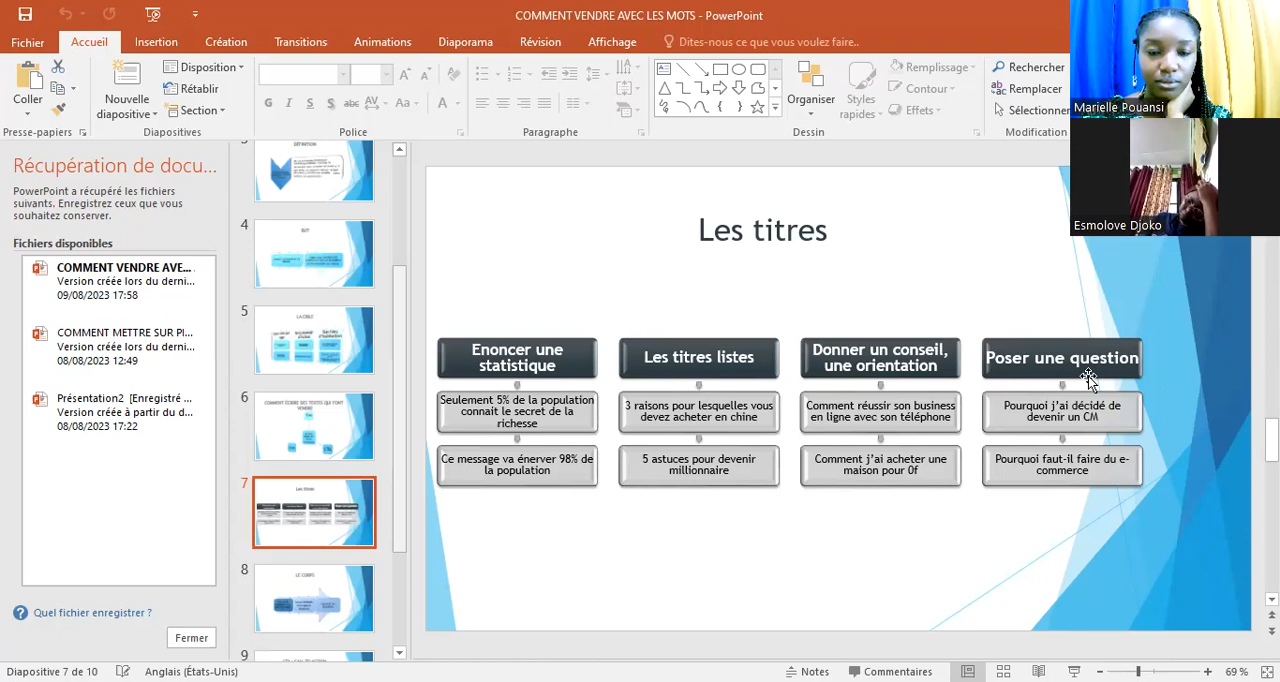 COMMENT VENDRE AVEC LES MOTS - PowerPoint
Fichier
Accueil
Insertion
Création
Transitions
Animations
Diaporama
Révision
Affichage
Dites-nous ce que vous voulez faire..
Coller
Presse-papiers
Nouvelle
diapositive
Disposition
Rétablir
Section
Diapositives
G I S S abc AV Aa A
Police
Paragraphe
Organiser
Styles
rapides
Remplissage
Contour
Effets
Dessin
Rechercher
Remplacer
Sélectionner
Modification
Marielle Pouansi
Esmolove Djoko
Récupération de docu...
PowerPoint a récupéré les fichiers
suivants. Enregistrez ceux que vous
souhaitez conserver.
Fichiers disponibles
COMMENT VENDRE AVE...
Version créée lors du derni...
09/08/2023 17:58
COMMENT METTRE SUR PI...
Version créée lors du derni...
08/08/2023 12:49
Présentation2 [Enregistré ...
Version créée à partir du d...
08/08/2023 17:22
Quel fichier enregistrer ?
Fermer
4
5
6
7
8
9
Les titres
Enoncer une
statistique
Seulement 5% de la population
connait le secret de la
richesse
Ce message va énerver 98% de
la population
Les titres listes
3 raisons pour lesquelles vous
devez acheter en chine
5 astuces pour devenir
millionnaire
Donner un conseil,
une orientation
Comment réussir son business
en ligne avec son téléphone
Comment j'ai acheter une
maison pour 0f
Poser une question
Pourquoi j'ai décidé de
devenir un CM
Pourquoi faut-il faire du e-
commerce
Diapositive 7 de 10
Anglais (États-Unis)
Notes
Commentaires
69 %